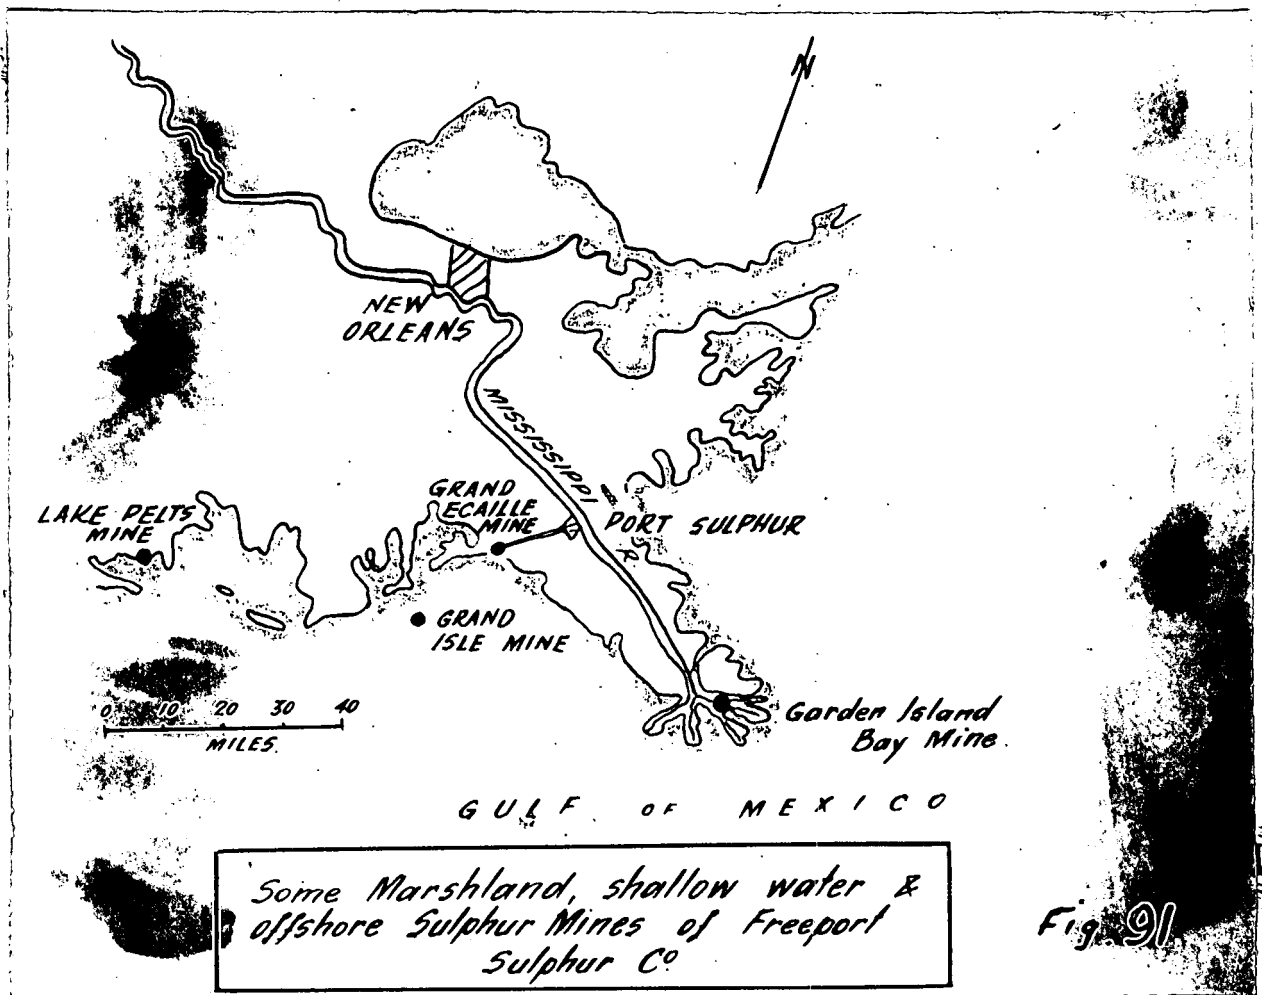 N
NEW
ORLEANS
MISSISSIPPI
R
LAKE PELTS
MINE
GRAND
ECAILLE
MINE
PORT SULPHUR
GRAND
ISLE MINE
0 10 20 30 40
MILES.
Garden Island
Bay Mine.
GULF OF MEXICO
Some Marshland, shallow water &
offshore Sulphur Mines of Freeport
Sulphur Cº
Fig. 91